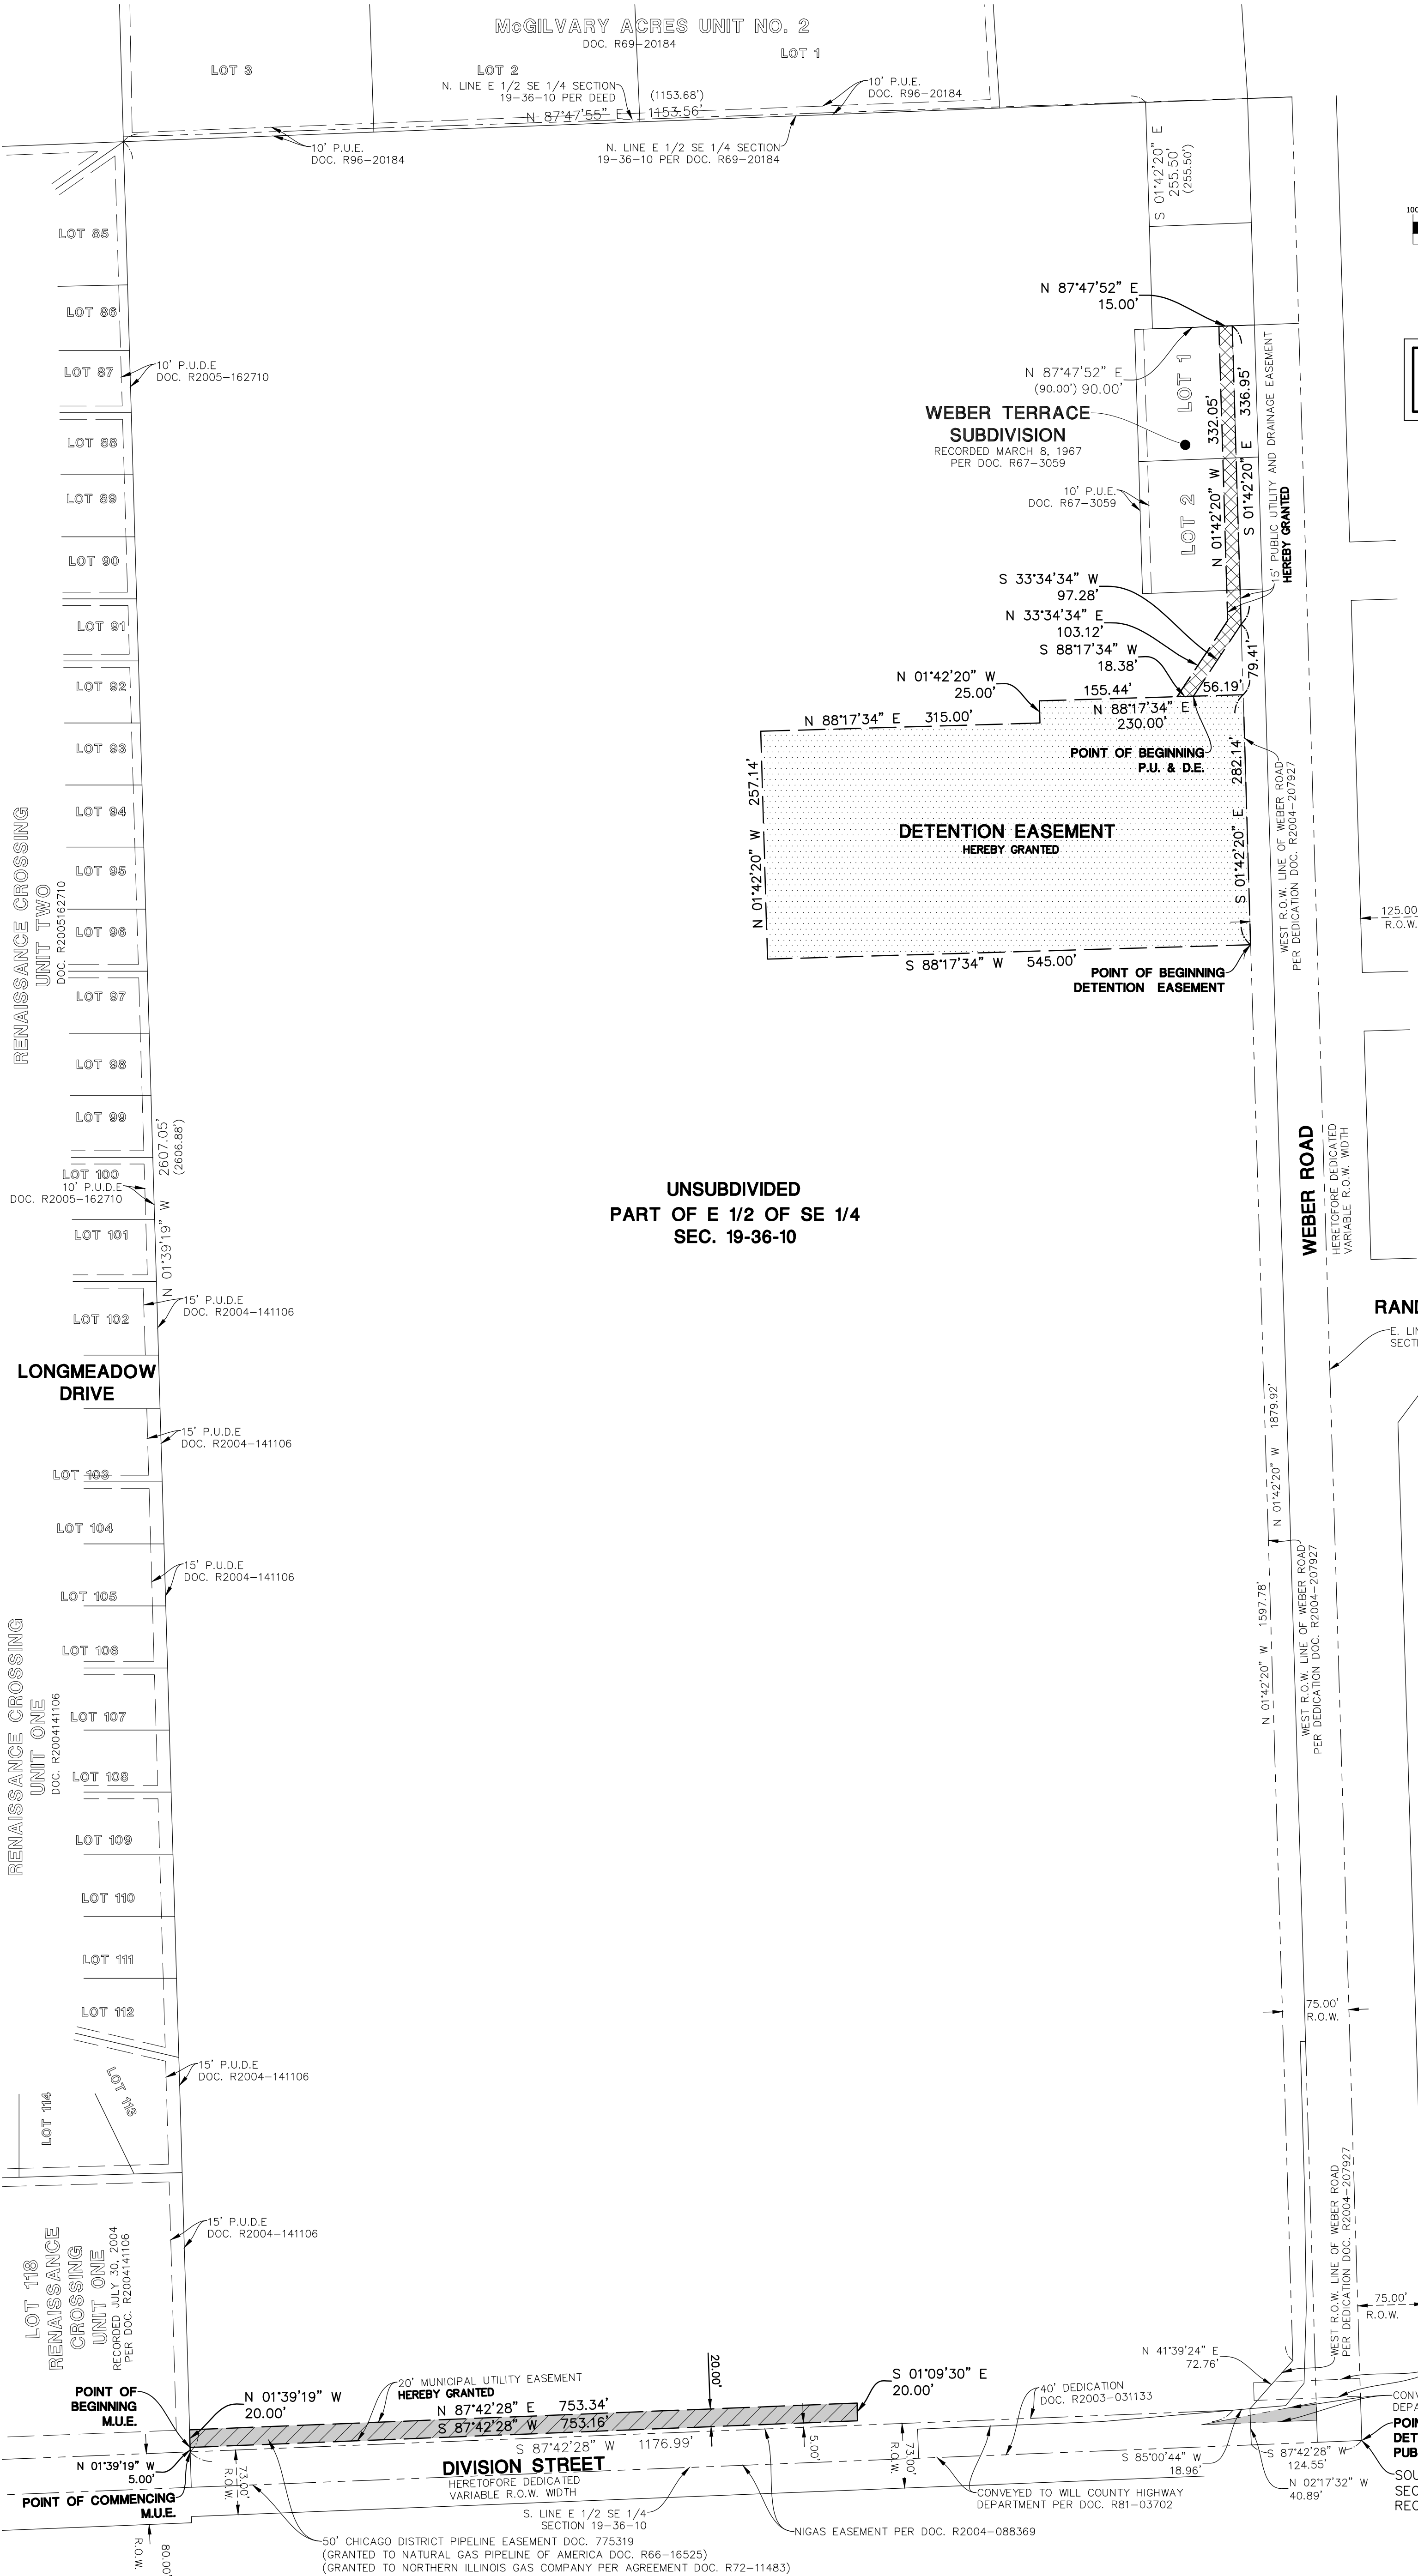 McGILVARY ACRES UNIT NO. 2
DOC. R69-20184
LOT 3
LOT 2
LOT 1
N. LINE E 1/2 SE 1/4 SECTION
19-36-10 PER DEED
(1153.68')
N 87°47'55" E 1153.56'
10' P.U.E.
DOC. R96-20184
10' P.U.E.
DOC. R96-20184
N. LINE E 1/2 SE 1/4 SECTION
19-36-10 PER DOC. R69-20184
S 01°42'20" E
255.50'
(255.50')
100
LOT 85
LOT 86
LOT 87
10' P.U.D.E
DOC. R2005-162710
LOT 88
LOT 89
LOT 90
LOT 91
LOT 92
LOT 93
LOT 94
LOT 95
LOT 96
LOT 97
LOT 98
LOT 99
LOT 100
10' P.U.D.E
DOC. R2005-162710
LOT 101
LOT 102
RENAISSANCE CROSSING
UNIT TWO
DOC. R2005162710
N 01°39'19" W 2607.05'
(2606.88')
N 87°47'52" E
15.00'
N 87°47'52" E
(90.00') 90.00'
WEBER TERRACE
SUBDIVISION
RECORDED MARCH 8, 1967
PER DOC. R67-3059
10' P.U.E.
DOC. R67-3059
LOT 1
LOT 2
N 01°42'20" W 332.05'
S 01°42'20" E 336.95'
15' PUBLIC UTILITY AND DRAINAGE EASEMENT
HEREBY GRANTED
S 33°34'34" W
97.28'
N 33°34'34" E
103.12'
S 88°17'34" W
18.38'
79.41'
N 01°42'20" W
25.00'
155.44'
56.19'
N 88°17'34" E
230.00'
N 88°17'34" E 315.00'
POINT OF BEGINNING
P.U. & D.E.
N 01°42'20" W 257.14'
S 01°42'20" E 282.14'
DETENTION EASEMENT
HEREBY GRANTED
S 88°17'34" W 545.00'
POINT OF BEGINNING
DETENTION EASEMENT
WEST R.O.W. LINE OF WEBER ROAD
PER DEDICATION DOC. R2004-207927
125.00
R.O.W.
UNSUBDIVIDED
PART OF E 1/2 OF SE 1/4
SEC. 19-36-10
WEBER ROAD
HERETOFORE DEDICATED
VARIABLE R.O.W. WIDTH
RAND
E. LIN
SECTI
15' P.U.D.E
DOC. R2004-141106
LONGMEADOW
DRIVE
15' P.U.D.E
DOC. R2004-141106
LOT 103
LOT 104
15' P.U.D.E
DOC. R2004-141106
LOT 105
LOT 106
LOT 107
LOT 108
LOT 109
LOT 110
LOT 111
LOT 112
LOT 113
LOT 114
RENAISSANCE CROSSING
UNIT ONE
DOC. R2004141106
N 01°42'20" W 1879.92'
N 01°42'20" W 1597.78'
WEST R.O.W. LINE OF WEBER ROAD
PER DEDICATION DOC. R2004-207927
75.00'
R.O.W.
15' P.U.D.E
DOC. R2004-141106
15' P.U.D.E
DOC. R2004-141106
LOT 118
RENAISSANCE
CROSSING
UNIT ONE
RECORDED JULY 30, 2004
PER DOC. R2004141106
WEST R.O.W. LINE OF WEBER ROAD
PER DEDICATION DOC. R2004-207927
75.00'
R.O.W.
N 41°39'24" E
72.76'
POINT OF
BEGINNING
M.U.E.
N 01°39'19" W
20.00'
20' MUNICIPAL UTILITY EASEMENT
HEREBY GRANTED
N 87°42'28" E 753.34'
S 87°42'28" W 753.16'
20.00'
S 01°09'30" E
20.00'
40' DEDICATION
DOC. R2003-031133
S 87°42'28" W 1176.99'
5.00'
73.00'
R.O.W.
73.00'
R.O.W.
N 01°39'19" W
5.00'
POINT OF COMMENCING
M.U.E.
DIVISION STREET
HERETOFORE DEDICATED
VARIABLE R.O.W. WIDTH
S 85°00'44" W
18.96'
S 87°42'28" W
124.55'
N 02°17'32" W
40.89'
CONV
DEPA
POIN
DET
PUB
SOU
SEC
REC
CONVEYED TO WILL COUNTY HIGHWAY
DEPARTMENT PER DOC. R81-03702
S. LINE E 1/2 SE 1/4
SECTION 19-36-10
NIGAS EASEMENT PER DOC. R2004-088369
50' CHICAGO DISTRICT PIPELINE EASEMENT DOC. 775319
(GRANTED TO NATURAL GAS PIPELINE OF AMERICA DOC. R66-16525)
(GRANTED TO NORTHERN ILLINOIS GAS COMPANY PER AGREEMENT DOC. R72-11483)
80.00'
R.O.W.